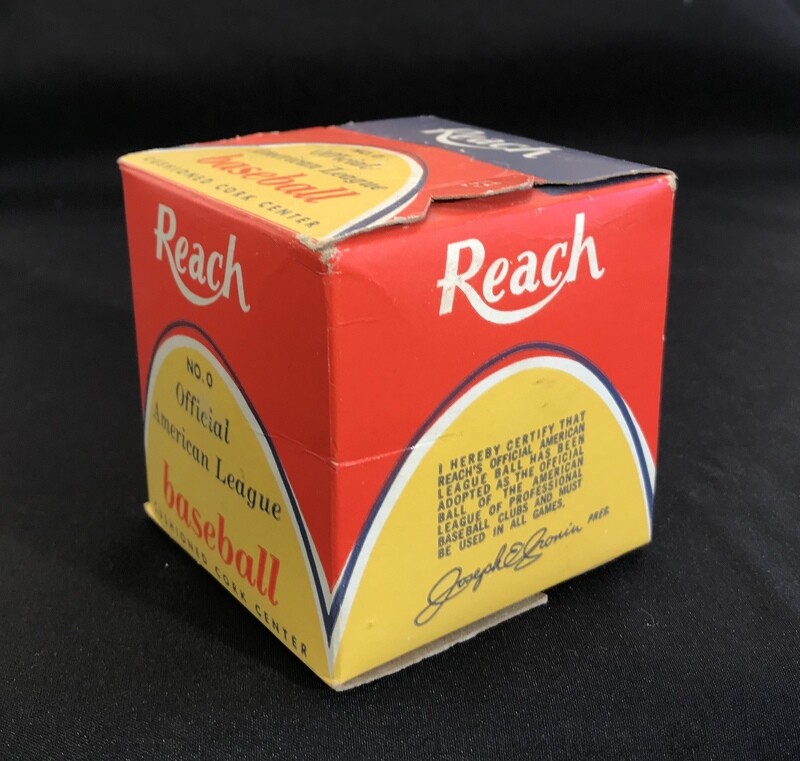 Reach
NO. 0
Official
American League
baseball
CUSHIONED CORK CENTER
Reach
NO. 0
Official
American League
baseball
CUSHIONED CORK CENTER
Reach
I HEREBY CERTIFY THAT
REACH'S OFFICIAL AMERICAN
LEAGUE BALL HAS BEEN
ADOPTED AS THE OFFICIAL
BALL OF THE AMERICAN
LEAGUE OF PROFESSIONAL
BASEBALL CLUBS AND MUST
BE USED IN ALL GAMES.
Joseph E Cronin PRES.